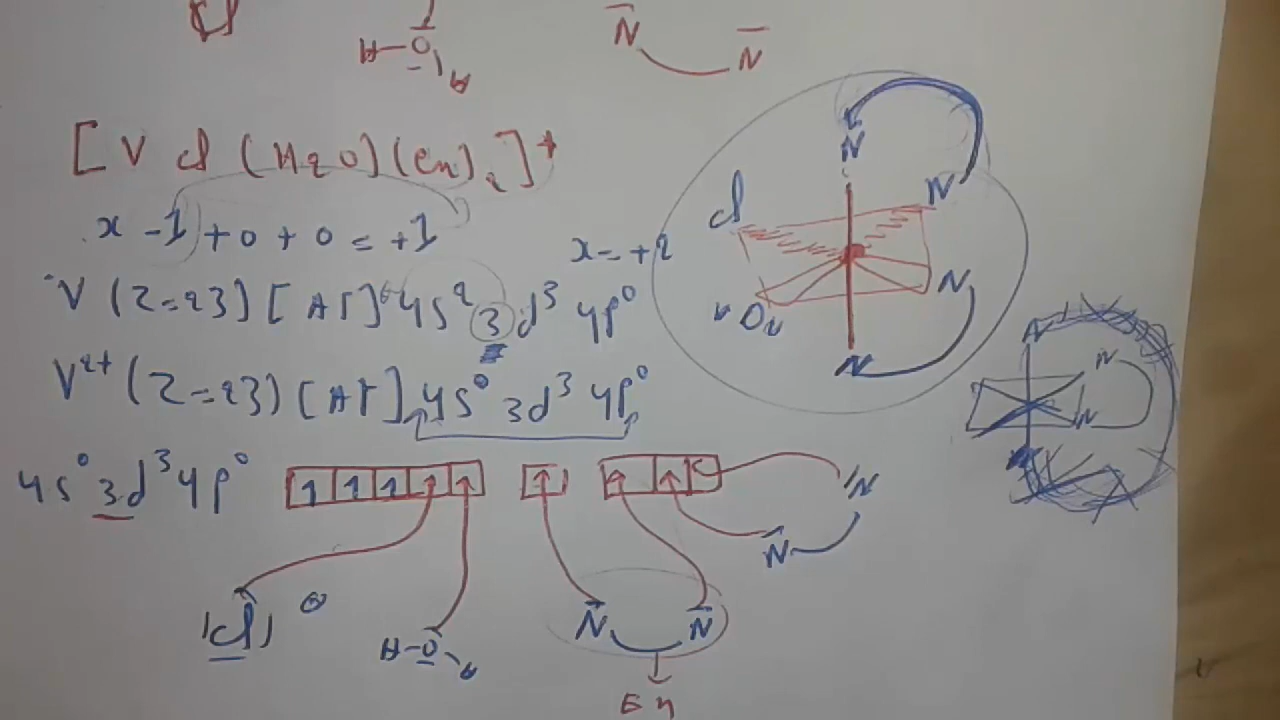 Cl
H-O-H
N N
[V Cl (H2O)(en)2]+
x -1 + 0 + 0 = +1
x = +2
V (Z=23) [Ar] 4s2 3d3 4p0
V2+ (Z=23) [Ar] 4s0 3d3 4p0
4s0 3d3 4p0
N
Cl N
N
N
N
N
N
N
N
|Cl| ⊖
H-O-H
N N
En